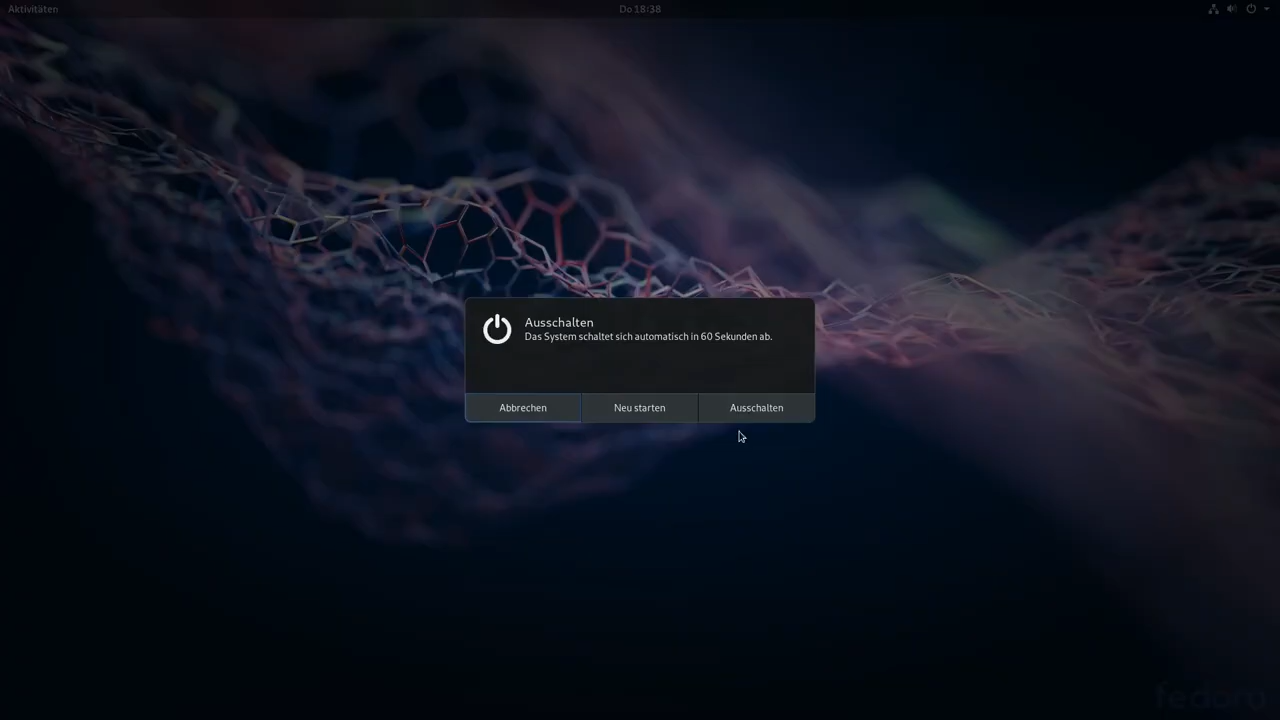 Aktivitäten
Do 18:38
Ausschalten
Das System schaltet sich automatisch in 60 Sekunden ab.
Abbrechen
Neu starten
Ausschalten
fedora